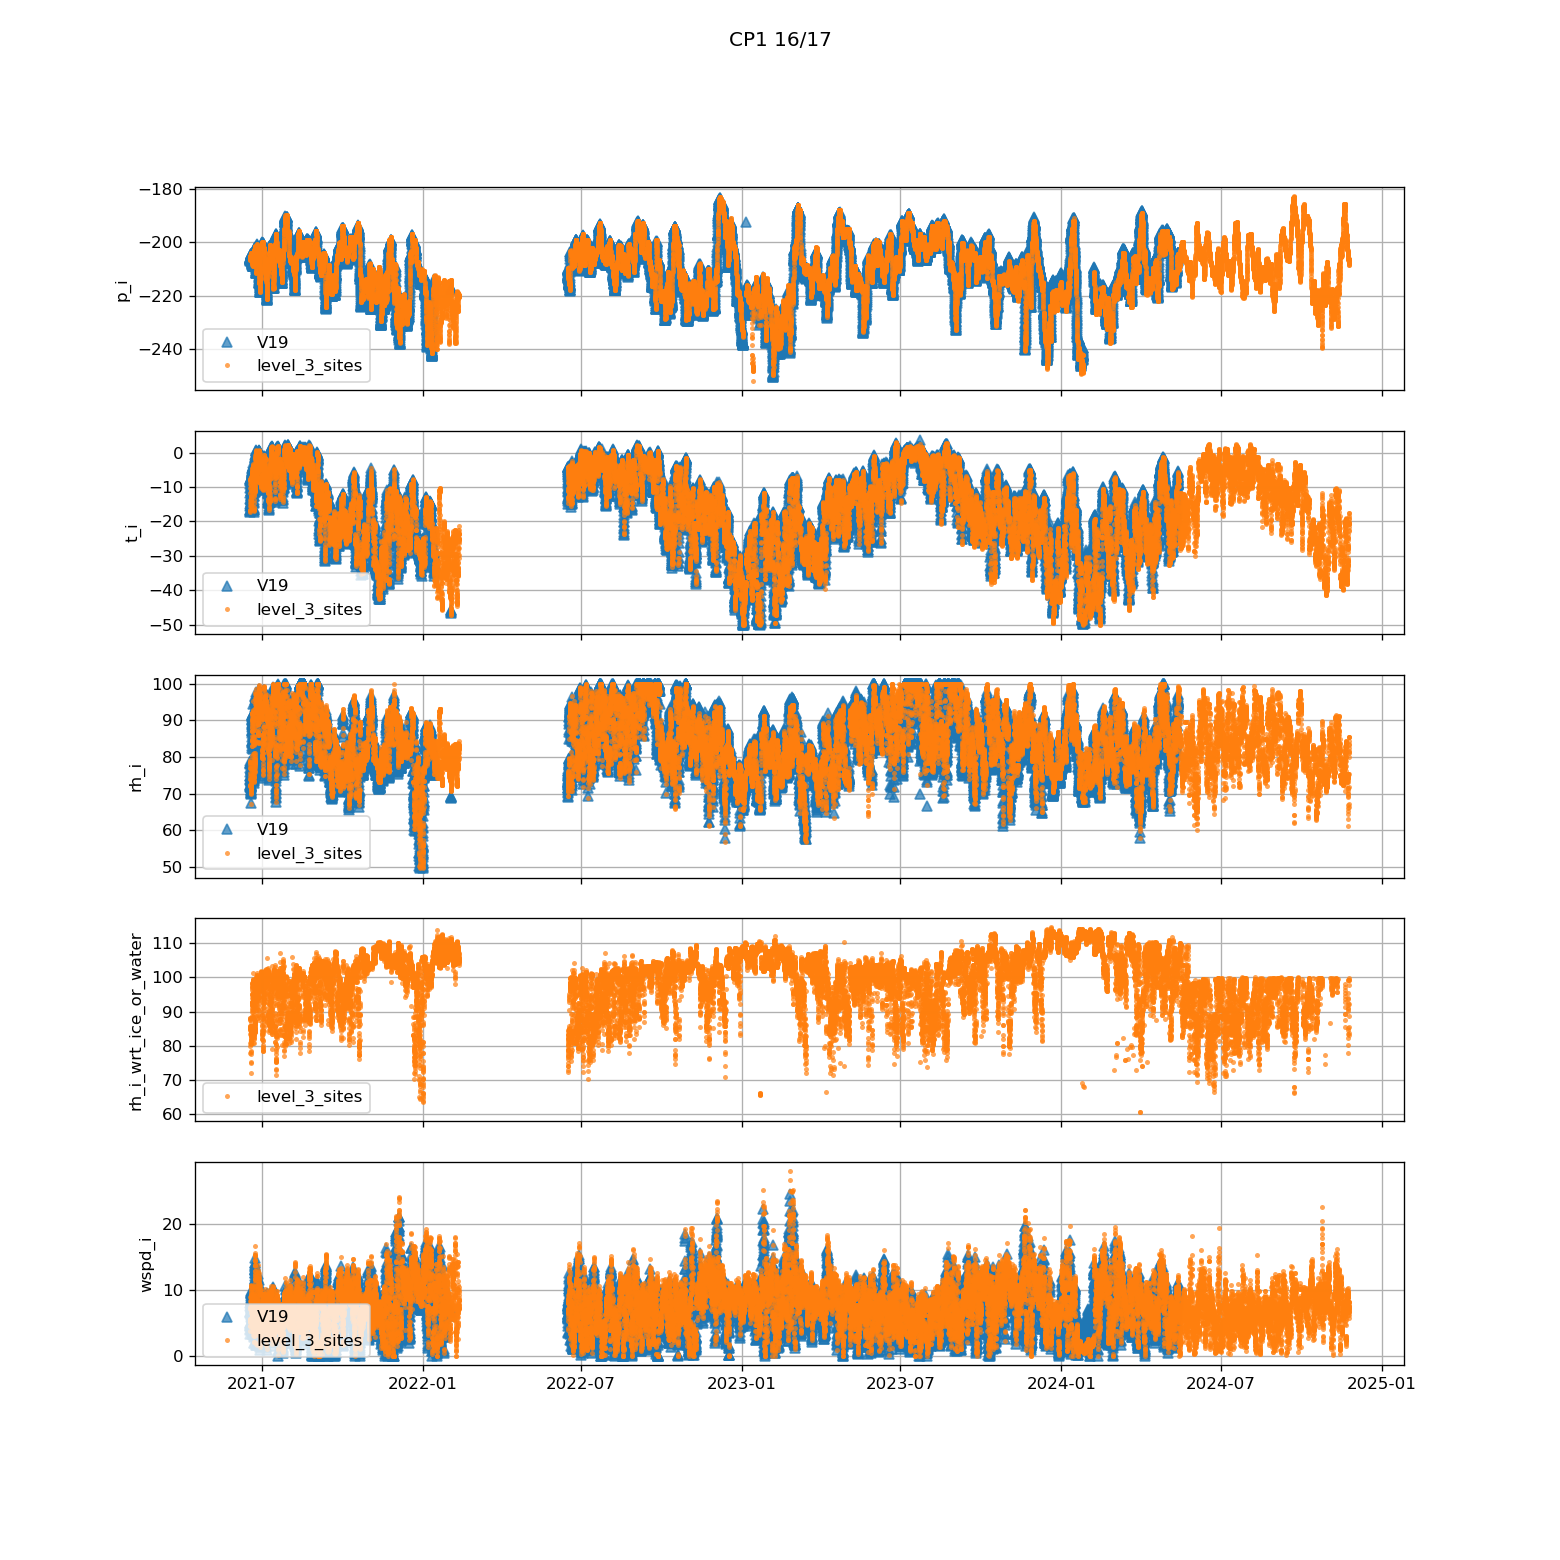 CP1 16/17
−180
−200
−220
−240
p_i
V19
level_3_sites
0
−10
−20
−30
−40
−50
t_i
V19
level_3_sites
100
90
80
70
60
50
rh_i
V19
level_3_sites
110
100
90
80
70
60
rh_i_wrt_ice_or_water
level_3_sites
20
10
0
wspd_i
V19
level_3_sites
2021-07 2022-01 2022-07 2023-01 2023-07 2024-01 2024-07 2025-01